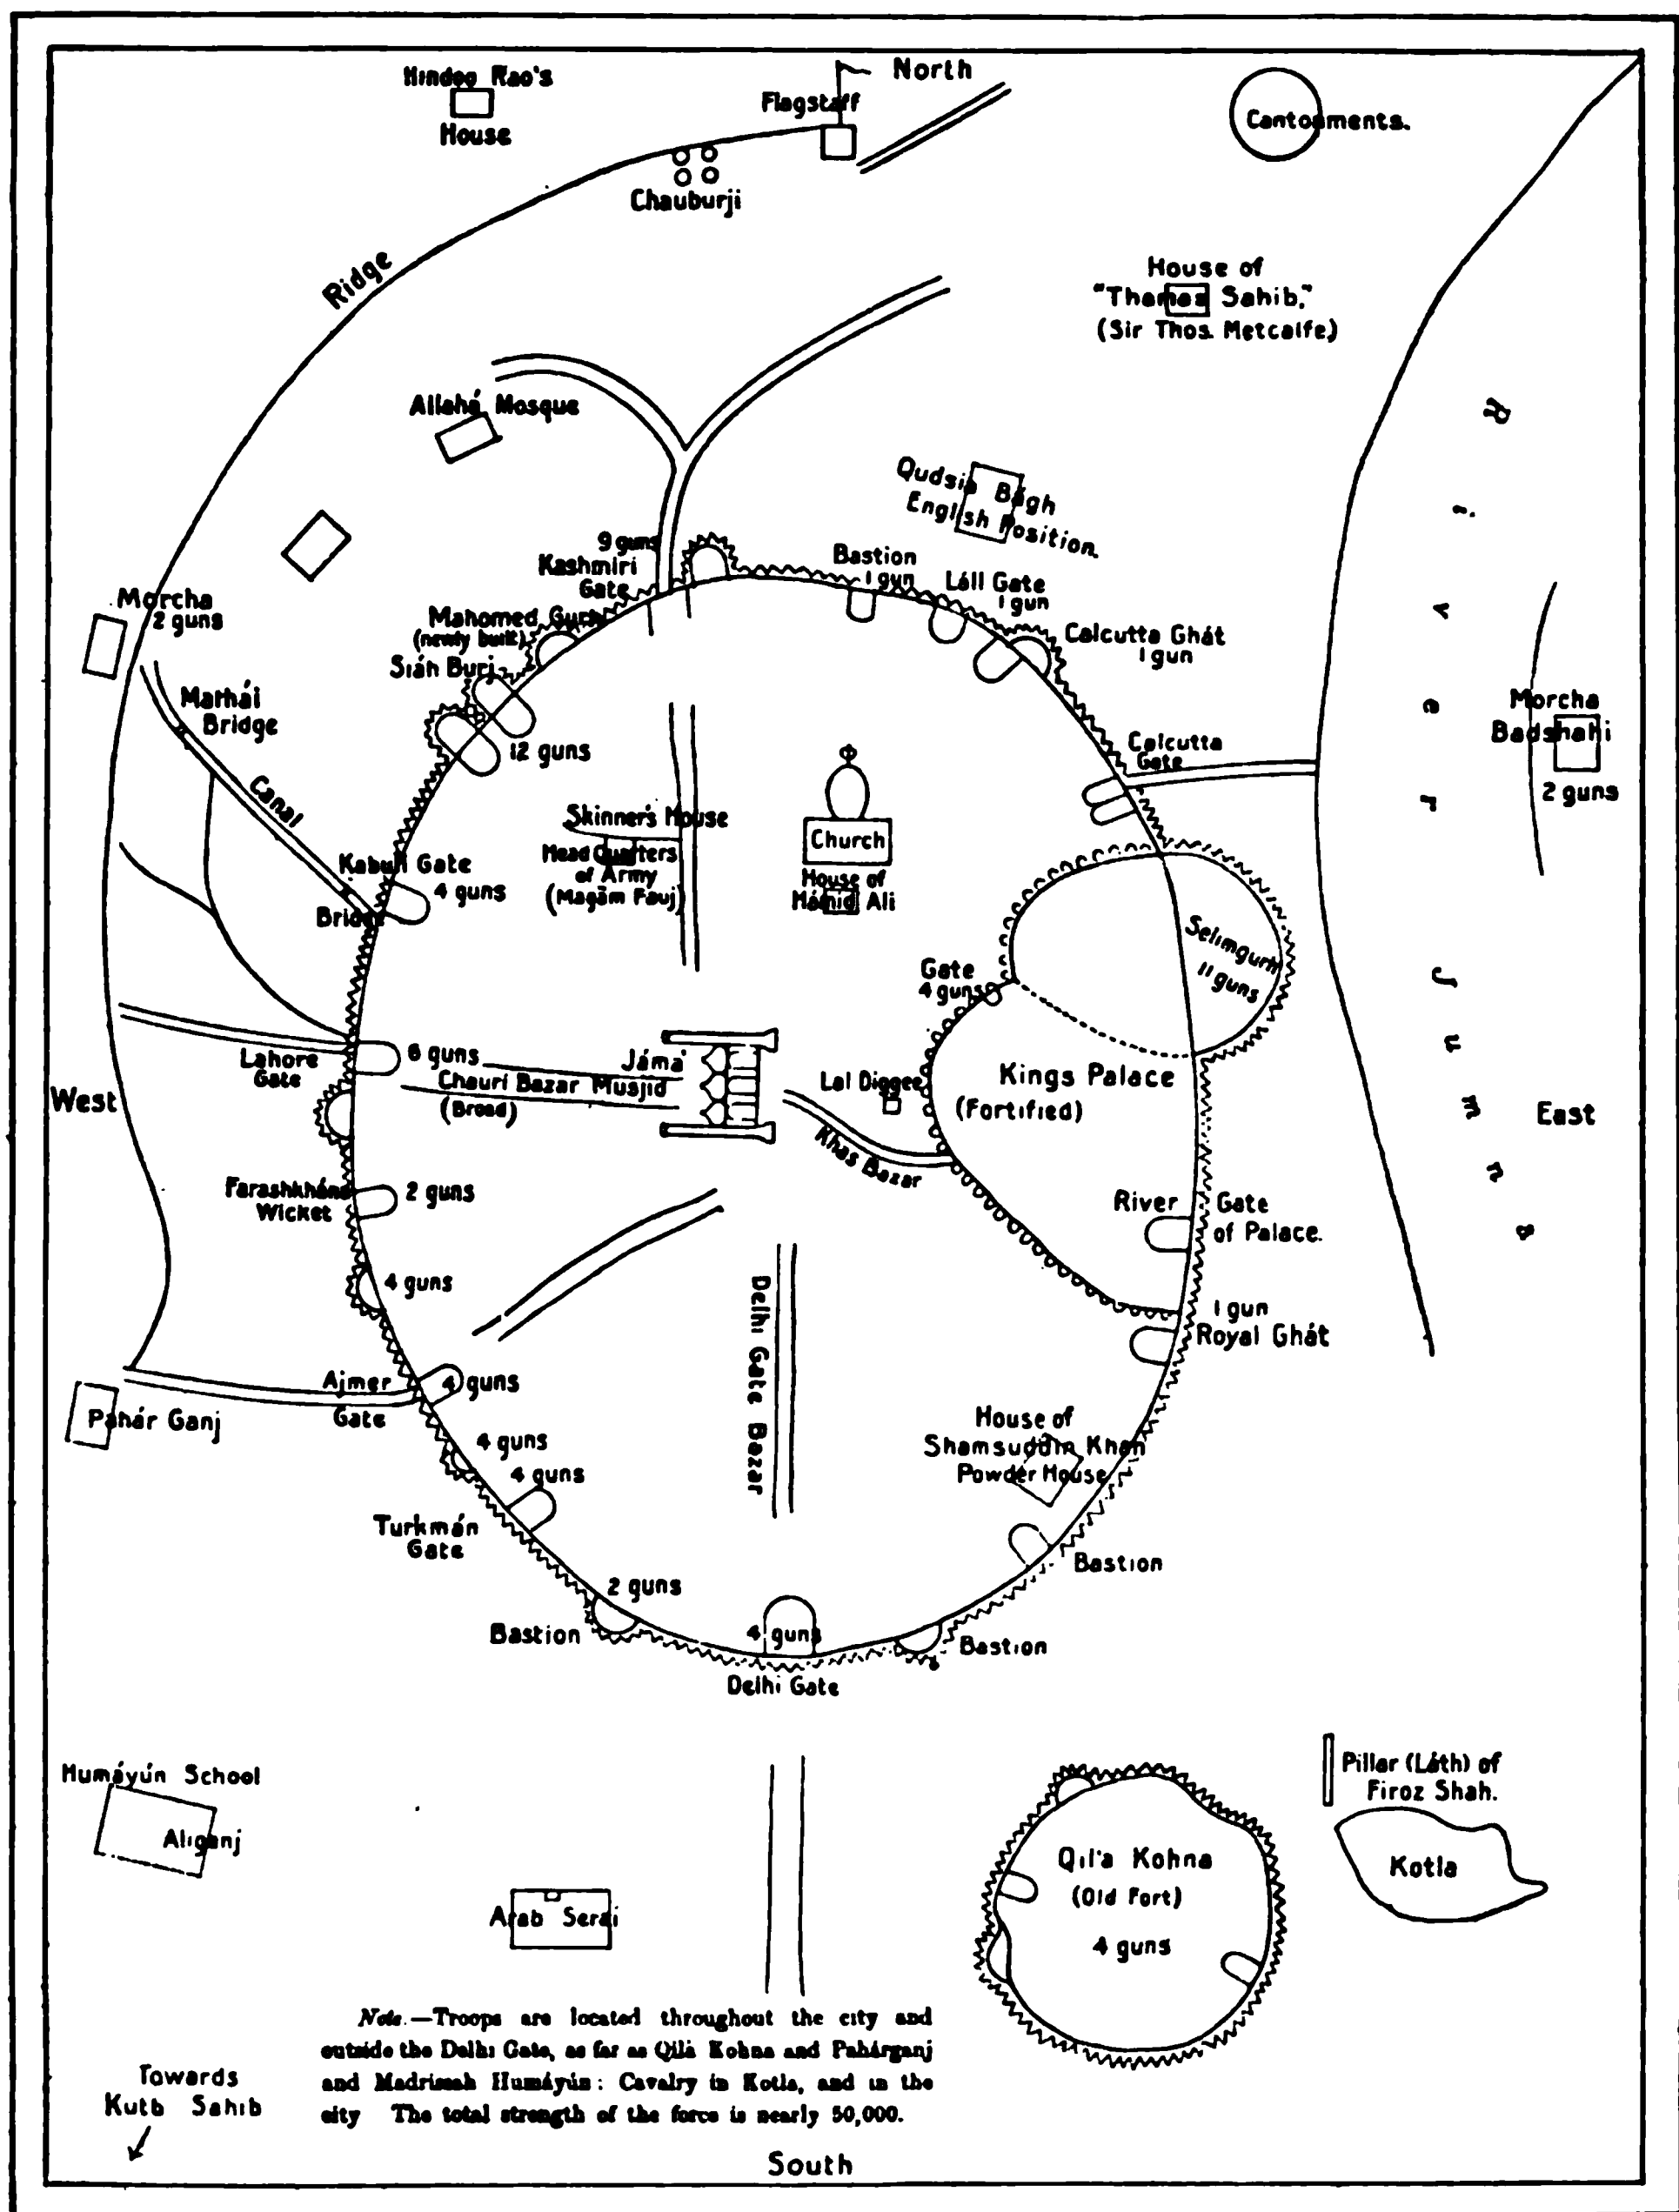 North
Hindoo Rao's
House
Flagstaff
Cantonments.
Chauburji
Ridge
House of
"Thomas Sahib."
(Sir Thos. Metcalfe)
Allahá Mosque
Qudsia Bágh
English Position.
9 guns
Kashmiri
Gate
Bastion
1 gun
Láll Gate
1 gun
Calcutta Ghát
1 gun
Morcha
2 guns
Mahomed Gurh
(newly built)
Siáh Burj
12 guns
Mathái
Bridge
Canal
Calcutta
Gate
Morcha
Badshahi
2 guns
River Jumna
Skinner's House
Head Quarters
of Army
(Magām Fauj)
Church
House of
Hámid Ali
Kabuli Gate
4 guns
Bridge
Selimgurh
11 guns
Gate
4 guns
Lahore
Gate
6 guns
Chauri Bazar
(Broad)
Jáma'
Musjid
Lal Diggee
Kings Palace
(Fortified)
West
East
Khas Bazar
Farashkhána
Wicket
2 guns
River Gate
of Palace.
4 guns
1 gun
Royal Ghát
Delhi Gate Bazar
Ajmer
Gate
4 guns
Pahár Ganj
House of
Shamsuddin Khan
Powder House
4 guns
4 guns
Turkmán
Gate
Bastion
2 guns
Bastion
4 guns
Bastion
Delhi Gate
Humáyún School
Aliganj
Pillar (Láth) of
Firoz Shah.
Qil'a Kohna
(Old Fort)
4 guns
Kotla
Arab Serai
Note.—Troops are located throughout the city and
outside the Delhi Gate, as far as Qilà Kohna and Pahárganj
and Madrissah Humáyún: Cavalry in Kotla, and in the
city The total strength of the force is nearly 50,000.
Towards
Kutb Sahib
South